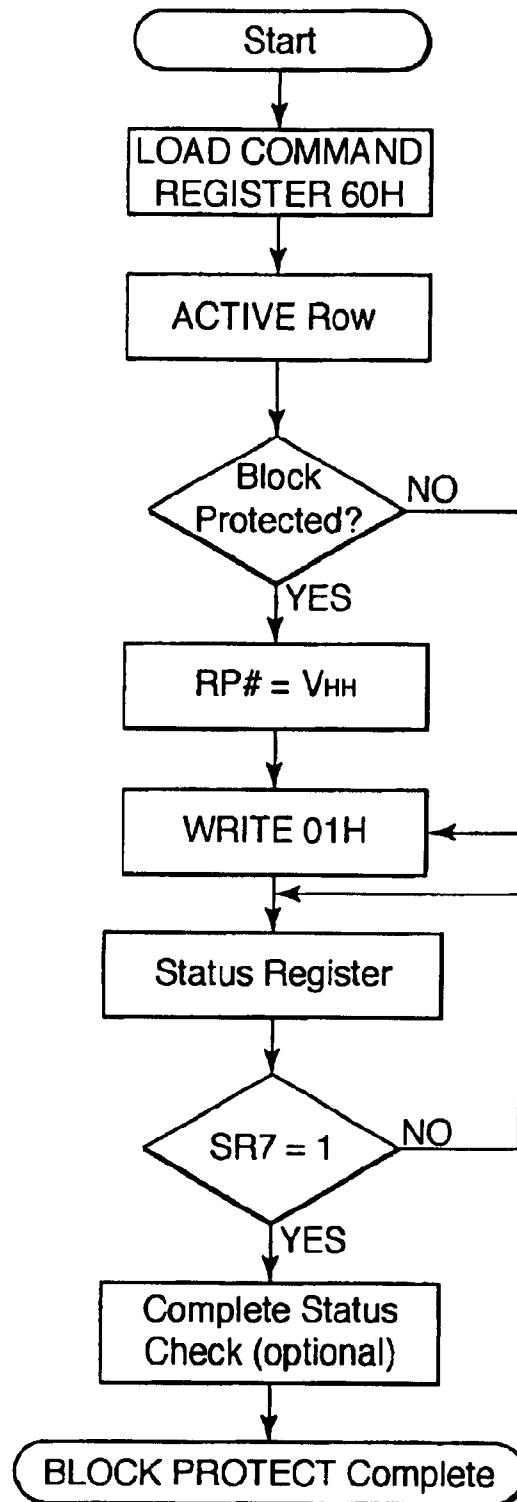 Start
LOAD COMMAND
REGISTER 60H
ACTIVE Row
Block
Protected?
NO
YES
RP# = VHH
WRITE 01H
Status Register
SR7 = 1
NO
YES
Complete Status
Check (optional)
BLOCK PROTECT Complete